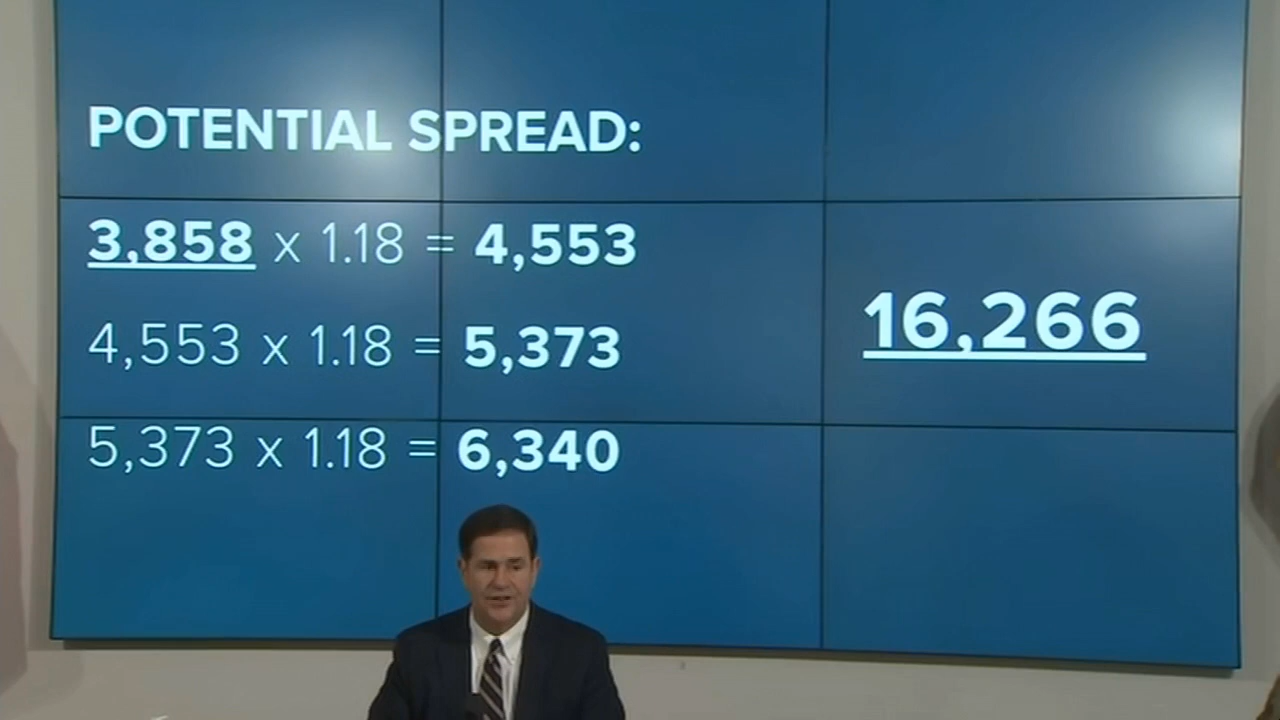 POTENTIAL SPREAD:
3,858 x 1.18 = 4,553
4,553 x 1.18 = 5,373
16,266
5,373 x 1.18 = 6,340